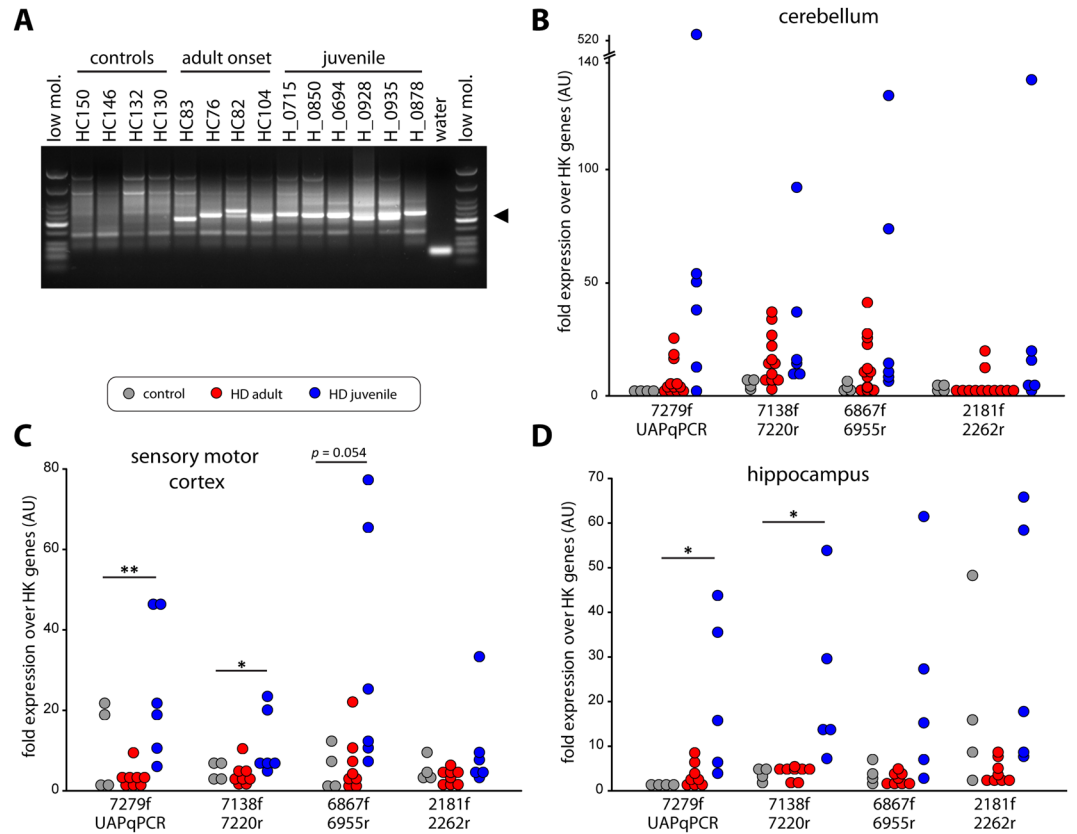 A
controls
adult onset
juvenile
low mol.
HC150
HC146
HC132
HC130
HC83
HC76
HC82
HC104
H_0715
H_0850
H_0694
H_0928
H_0935
H_0878
water
low mol.
control
HD adult
HD juvenile
B
cerebellum
fold expression over HK genes (AU)
520
140
100
50
0
7279f
UAPqPCR
7138f
7220r
6867f
6955r
2181f
2262r
C
sensory motor
cortex
fold expression over HK genes (AU)
80
60
40
20
0
**
*
p = 0.054
7279f
UAPqPCR
7138f
7220r
6867f
6955r
2181f
2262r
D
hippocampus
fold expression over HK genes (AU)
70
60
50
40
30
20
10
0
*
*
7279f
UAPqPCR
7138f
7220r
6867f
6955r
2181f
2262r